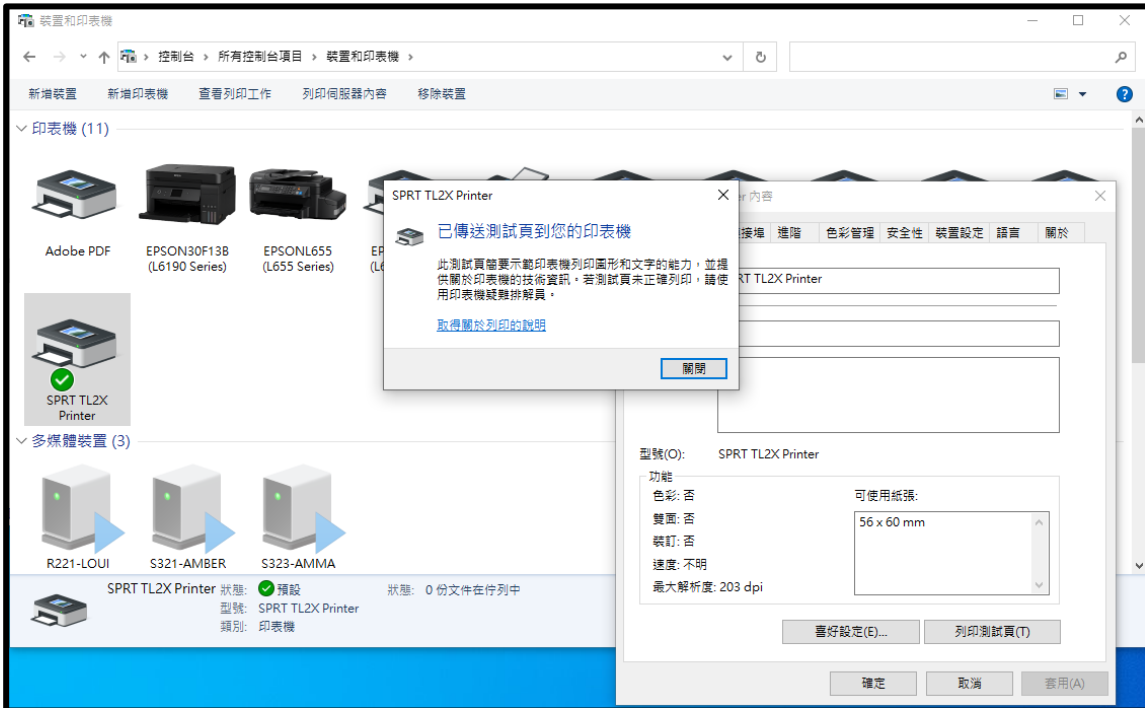 裝置和印表機
控制台 › 所有控制台項目 › 裝置和印表機 ›
新增裝置 新增印表機 查看列印工作 列印伺服器內容 移除裝置
印表機 (11)
Adobe PDF
EPSON30F13B
(L6190 Series)
EPSONL655
(L655 Series)
SPRT TL2X
Printer
SPRT TL2X Printer
已傳送測試頁到您的印表機
此測試頁簡要示範印表機列印圖形和文字的能力，並提
供關於印表機的技術資訊。若測試頁未正確列印，請使
用印表機疑難排解員。
取得關於列印的說明
關閉
內容
連接埠 進階 色彩管理 安全性 裝置設定 語言 關於
RT TL2X Printer
型號(O): SPRT TL2X Printer
功能
色彩: 否
雙面: 否
裝訂: 否
速度: 不明
最大解析度: 203 dpi
可使用紙張:
56 x 60 mm
喜好設定(E)...
列印測試頁(T)
確定
取消
套用(A)
多媒體裝置 (3)
R221-LOUI
S321-AMBER
S323-AMMA
SPRT TL2X Printer 狀態: 預設 狀態: 0 份文件在佇列中
型號: SPRT TL2X Printer
類別: 印表機